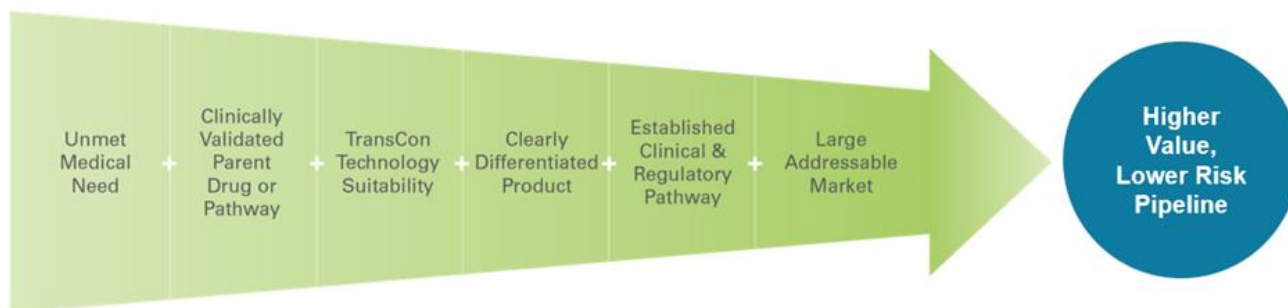 Unmet
Medical
Need
+
Clinically
Validated
Parent
Drug or
Pathway
+
TransCon
Technology
Suitability
+
Clearly
Differentiated
Product
+
Established
Clinical &
Regulatory
Pathway
+
Large
Addressable
Market
Higher
Value,
Lower Risk
Pipeline